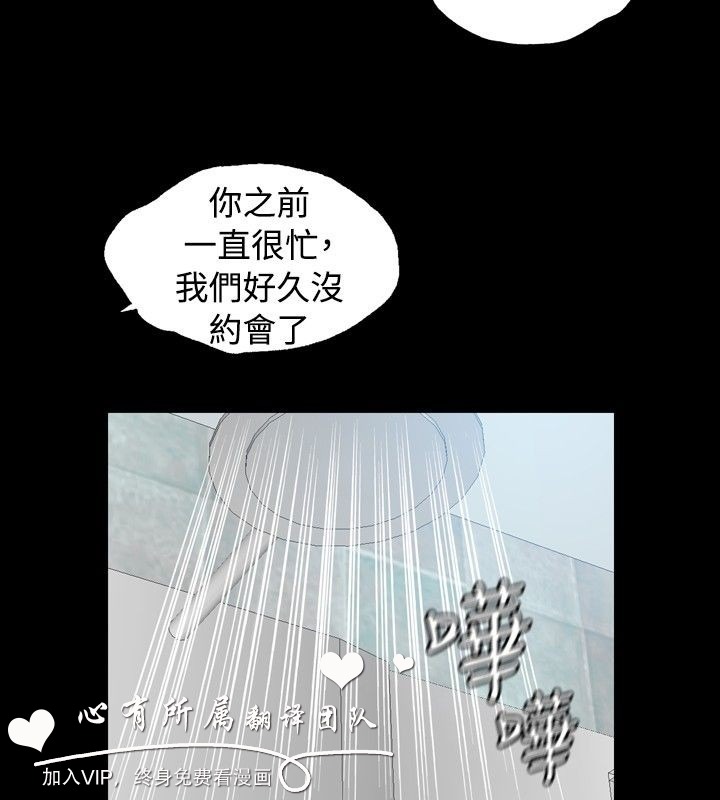 你之前
一直很忙，
我們好久沒
約會了
嘩
嘩
心有所属翻译团队
加入VIP，终身免费看漫画